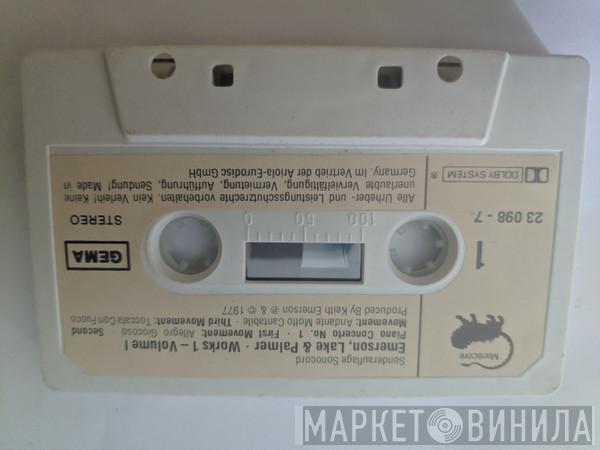 Sonderauflage Sonocord
Emerson, Lake & Palmer · Works 1 – Volume I
Piano Concerto No. 1 · First Movement: Allegro Giocoso · Second
Movement: Andante Molto Cantabile · Third Movement: Toccata Con Fuoco
Produced By Keith Emerson ℗ & © 1977
Manticore
1
23 098 - 7
GEMA
STEREO
100 50 0
Alle Urheber- und Leistungsschutzrechte vorbehalten. Kein Verleih! Keine
unerlaubte Vervielfältigung, Vermietung, Aufführung, Sendung! Made in
Germany. Im Vertrieb der Ariola-Eurodisc GmbH
DOLBY SYSTEM ®
МАРКЕТ ВИНИЛА